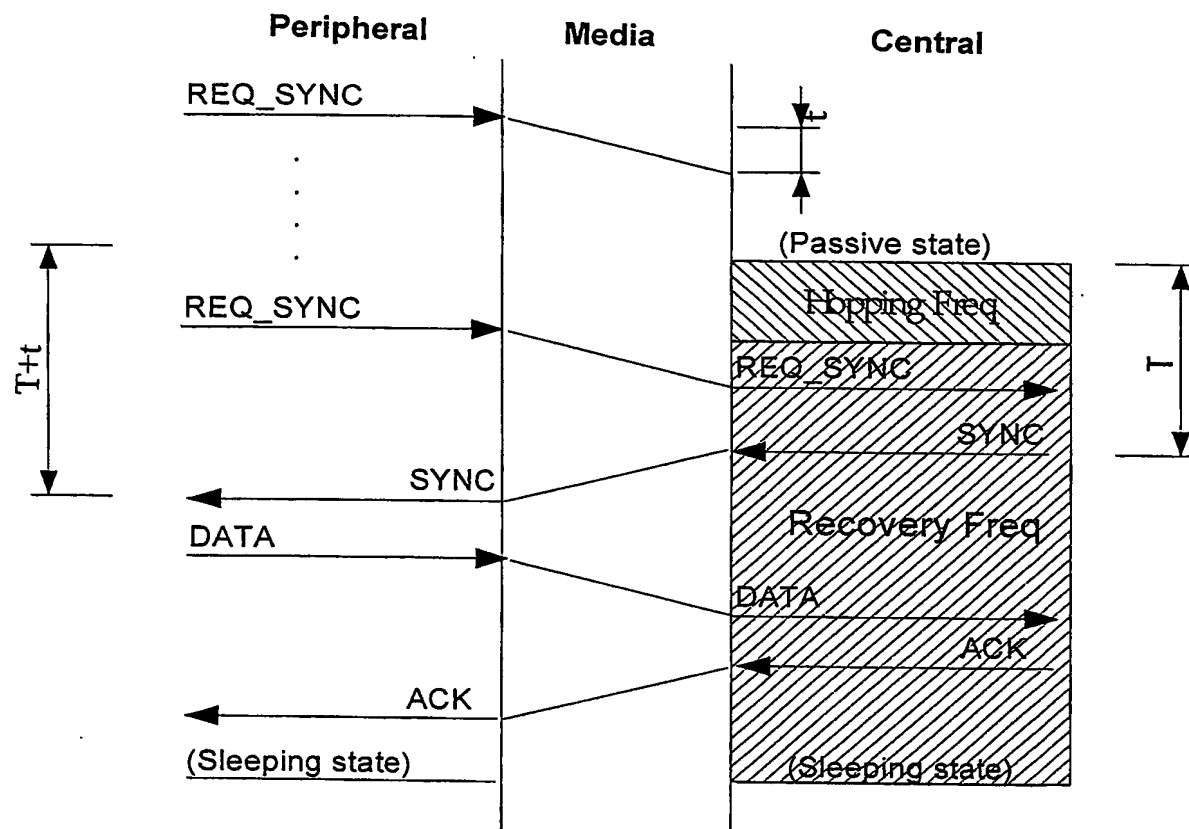 Peripheral Media Central
REQ_SYNC
t
(Passive state)
Hopping Freq
REQ_SYNC
T+t
T
REQ_SYNC
SYNC
SYNC
Recovery Freq
DATA
DATA
ACK
ACK
(Sleeping state)
(Sleeping state)